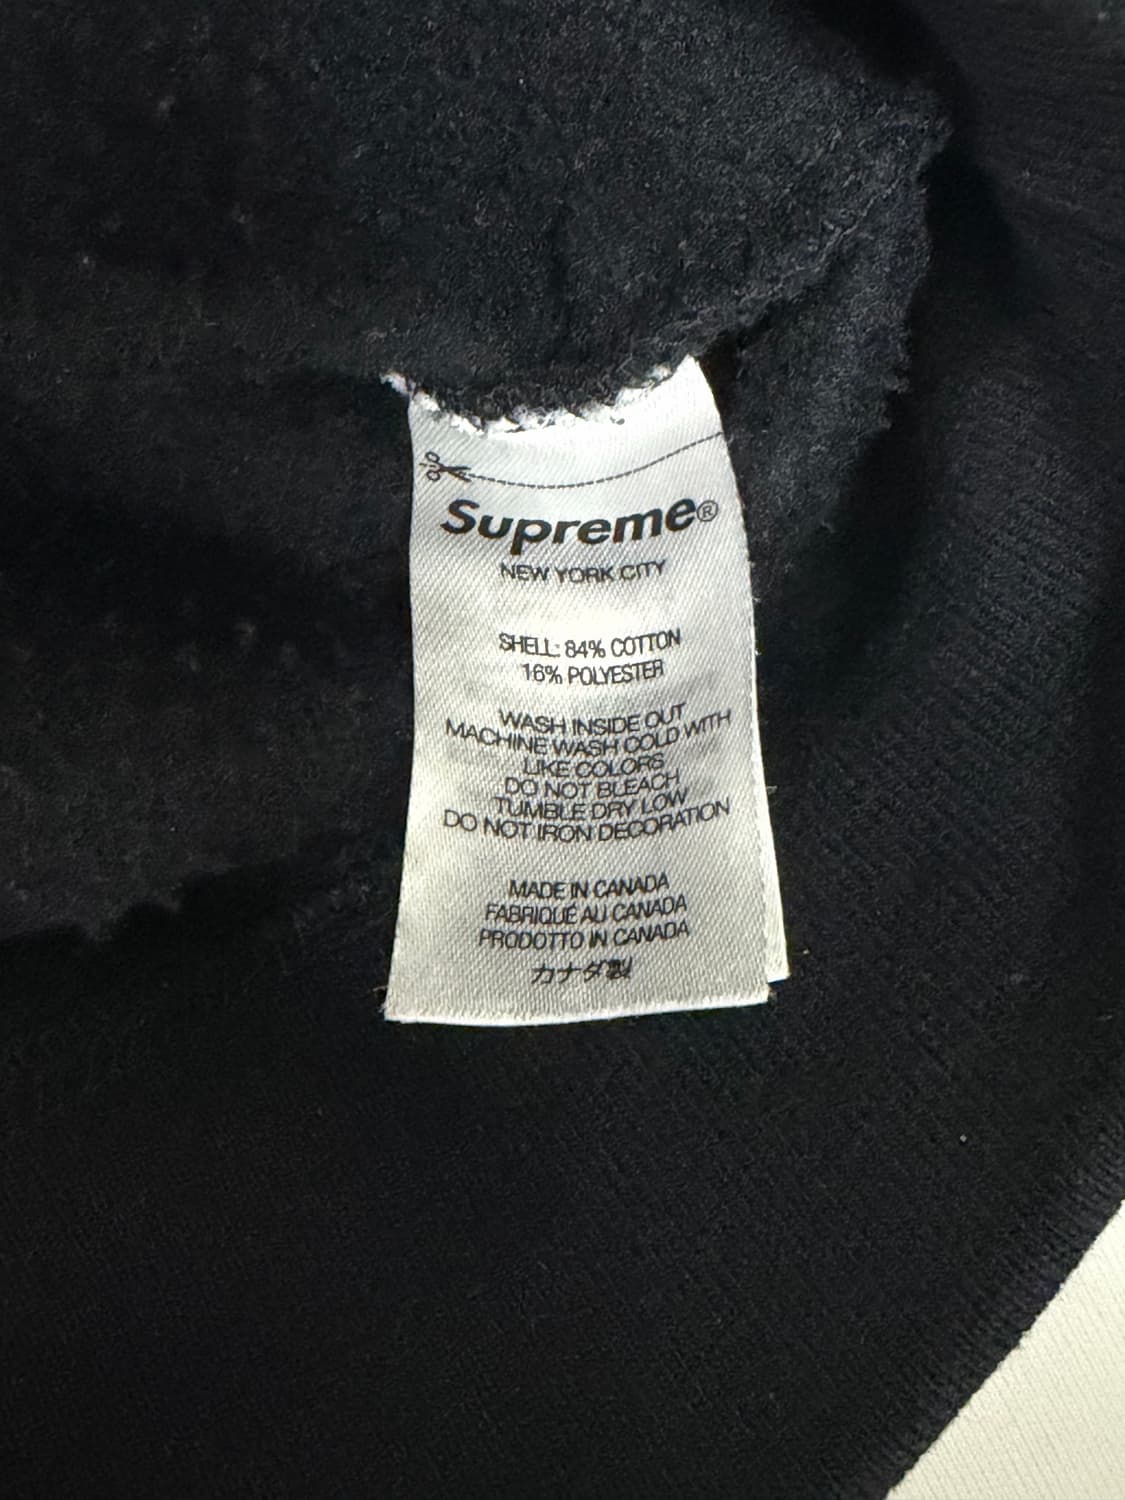 Supreme®
NEW YORK CITY
SHELL: 84% COTTON
16% POLYESTER
WASH INSIDE OUT
MACHINE WASH COLD WITH
LIKE COLORS
DO NOT BLEACH
TUMBLE DRY LOW
DO NOT IRON DECORATION
MADE IN CANADA
FABRIQUÉ AU CANADA
PRODOTTO IN CANADA
カナダ製